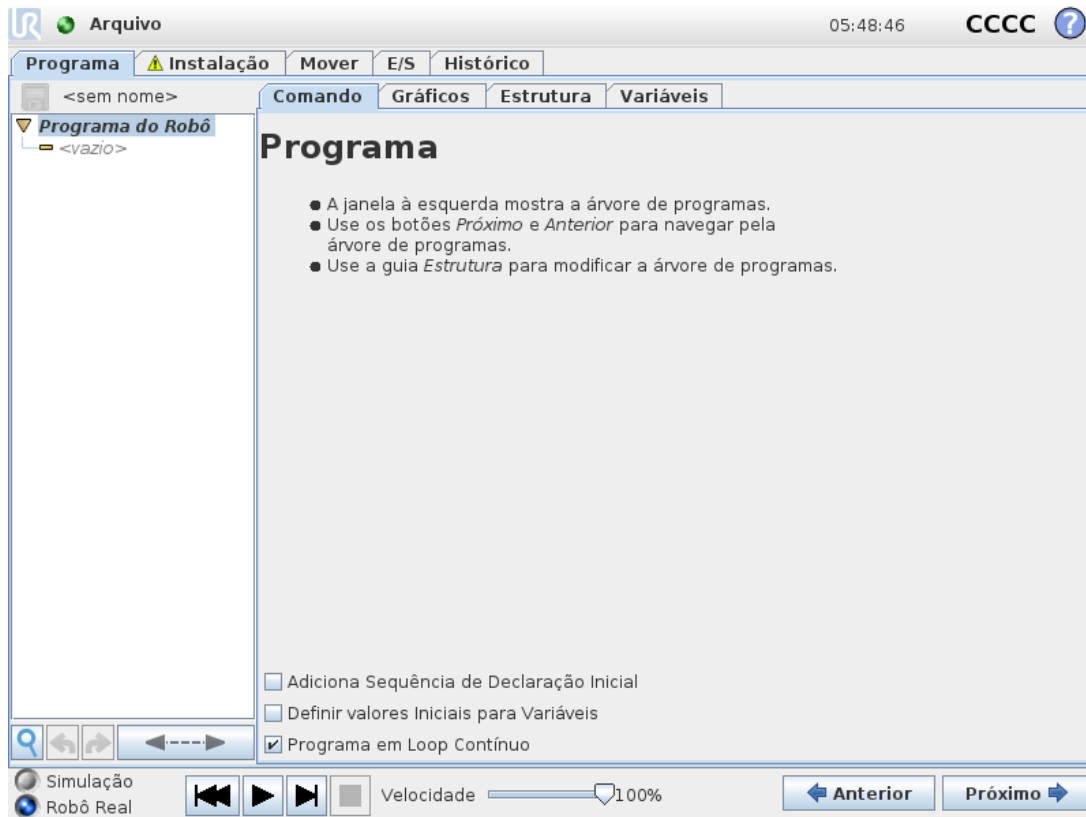 UR Arquivo 05:48:46 CCCC ?
Programa Instalação Mover E/S Histórico
<sem nome> Comando Gráficos Estrutura Variáveis
Programa do Robô
<vazio>
Programa
A janela à esquerda mostra a árvore de programas.
Use os botões Próximo e Anterior para navegar pela
árvore de programas.
Use a guia Estrutura para modificar a árvore de programas.
Adiciona Sequência de Declaração Inicial
Definir valores Iniciais para Variáveis
Programa em Loop Contínuo
Simulação
Robô Real
Velocidade 100% Anterior Próximo